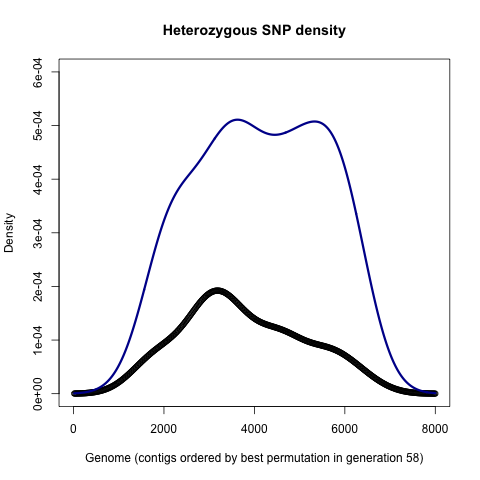 Heterozygous SNP density
Density
6e-04
5e-04
4e-04
3e-04
2e-04
1e-04
0e+00
0 2000 4000 6000 8000
Genome (contigs ordered by best permutation in generation 58)